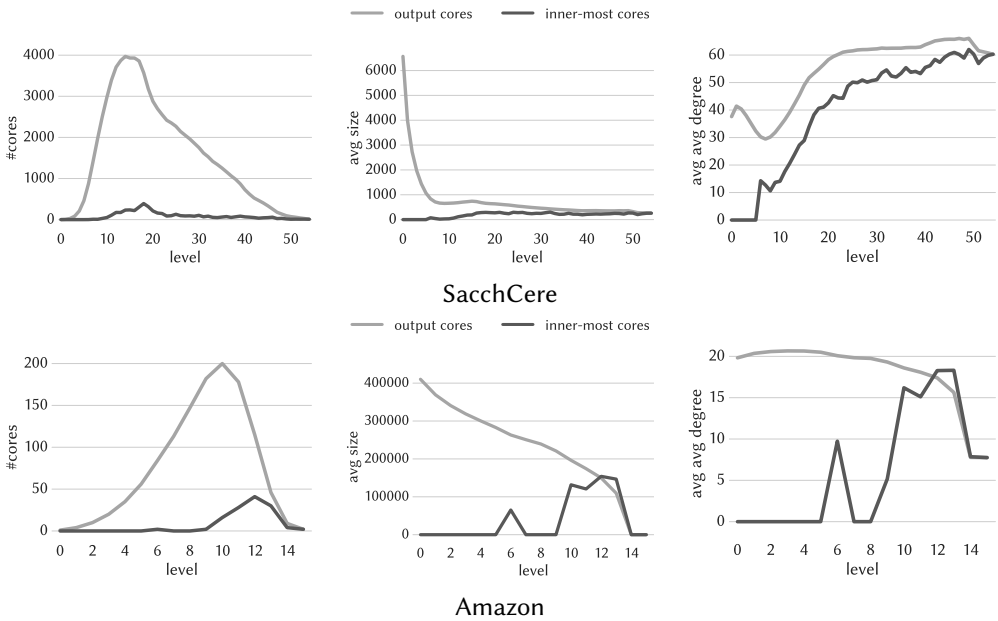 output cores inner-most cores
#cores
4000
3000
2000
1000
0
0 10 20 30 40 50
level
avg size
6000
5000
4000
3000
2000
1000
0
0 10 20 30 40 50
level
avg avg degree
60
50
40
30
20
10
0
0 10 20 30 40 50
level
SacchCere
output cores inner-most cores
#cores
200
150
100
50
0
0 2 4 6 8 10 12 14
level
avg size
400000
300000
200000
100000
0
0 2 4 6 8 10 12 14
level
avg avg degree
20
15
10
5
0
0 2 4 6 8 10 12 14
level
Amazon